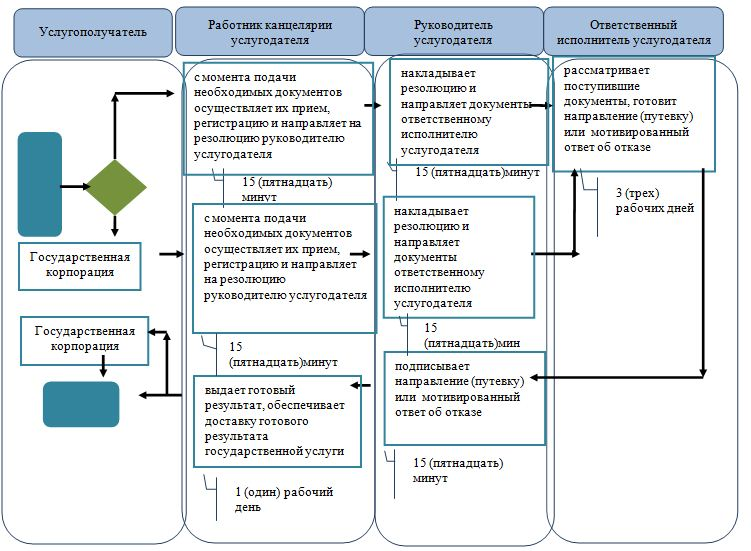 Услугополучатель
Работник канцелярии
услугодателя
Руководитель
услугодателя
Ответственный
исполнитель услугодателя
с момента подачи
необходимых документов
осуществляет их прием,
регистрацию и направляет на
резолюцию руководителю
услугодателя
15 (пятнадцать)
минут
накладывает
резолюцию и
направляет документы
ответственному
исполнителю
услугодателя
15 (пятнадцать)минут
рассматривает
поступившие
документы, готовит
направление (путевку)
или мотивированный
ответ об отказе
3 (трех)
рабочих дней
Государственная
корпорация
с момента подачи
необходимых документов
осуществляет их прием,
регистрацию и направляет
на резолюцию
руководителю услугодателя
15
(пятнадцать)минут
накладывает
резолюцию и
направляет
документы
ответственному
исполнителю
услугодателя
15
(пятнадцать)мин
Государственная
корпорация
выдает готовый
результат, обеспечивает
доставку готового
результата
государственной услуги
1 (один) рабочий
день
подписывает
направление (путевку)
или мотивированный
ответ об отказе
15 (пятнадцать)
минут